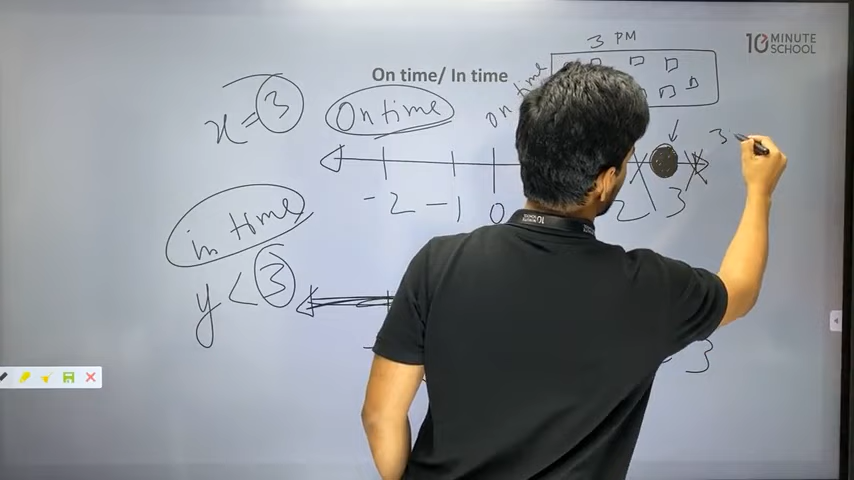 3 PM
10 MINUTE SCHOOL
On time/ In time
on time
x = 3
On time
3
-2 -1 0 2 3
in time
y < 3
3